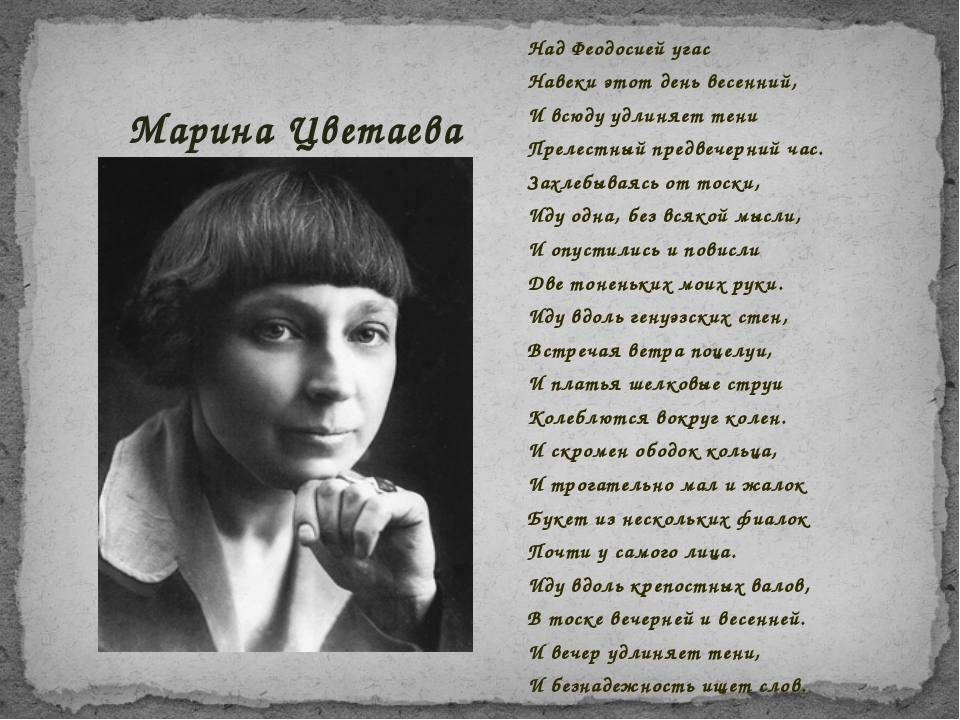 Марина Цветаева
Над Феодосией угас
Навеки этот день весенний,
И всюду удлиняет тени
Прелестный предвечерний час.
Захлебываясь от тоски,
Иду одна, без всякой мысли,
И опустились и повисли
Две тоненьких моих руки.
Иду вдоль генуэзских стен,
Встречая ветра поцелуи,
И платья шелковые струи
Колеблются вокруг колен.
И скромен ободок кольца,
И трогательно мал и жалок
Букет из нескольких фиалок
Почти у самого лица.
Иду вдоль крепостных валов,
В тоске вечерней и весенней.
И вечер удлиняет тени,
И безнадежность ищет слов.